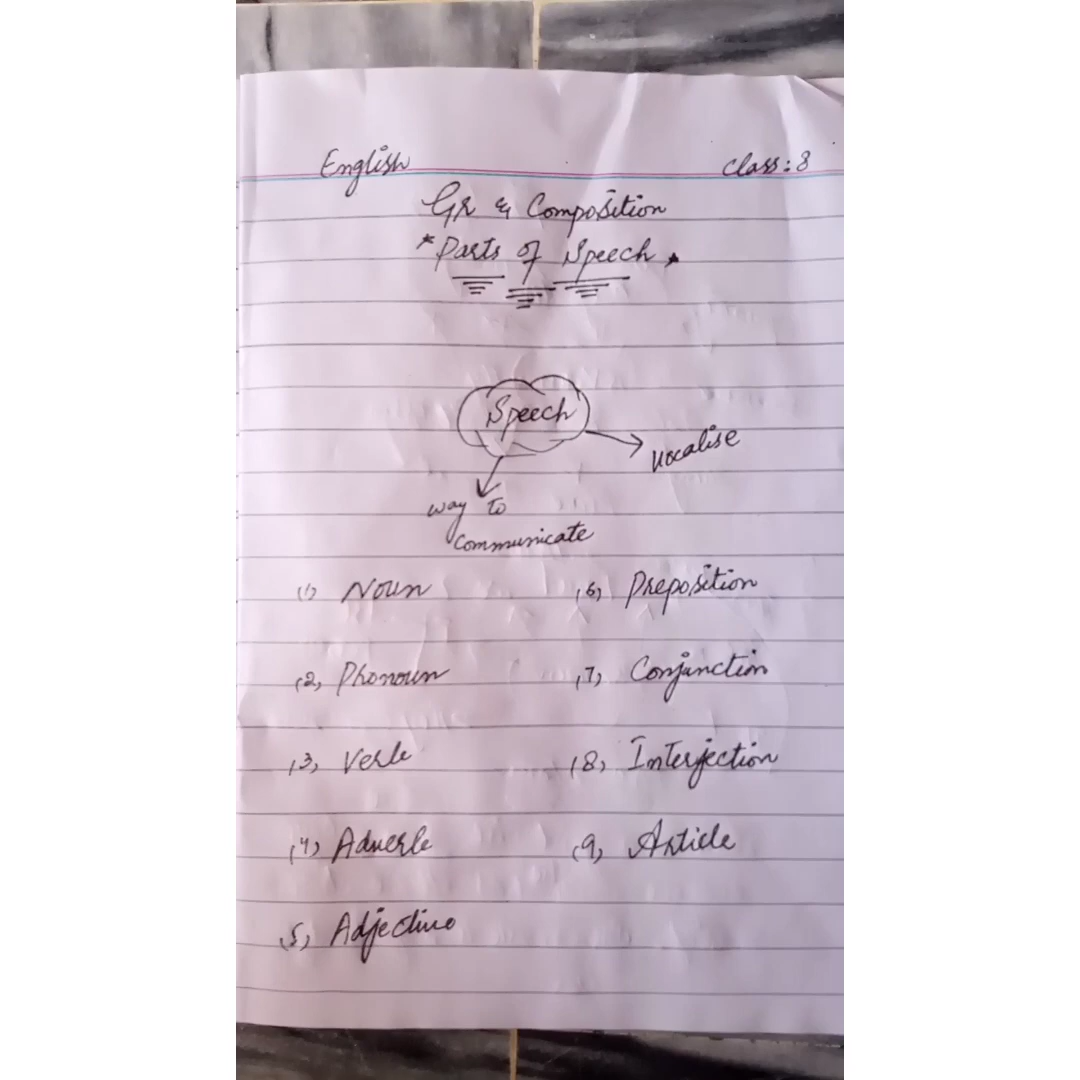 English Class: 8
Gr & Composition
*Parts of Speech*
Speech
vocalise
way to
communicate
(1) Noun (6) Preposition
(2) Pronoun (7) Conjunction
(3) Verb (8) Interjection
(4) Adverb (9) Article
(5) Adjective